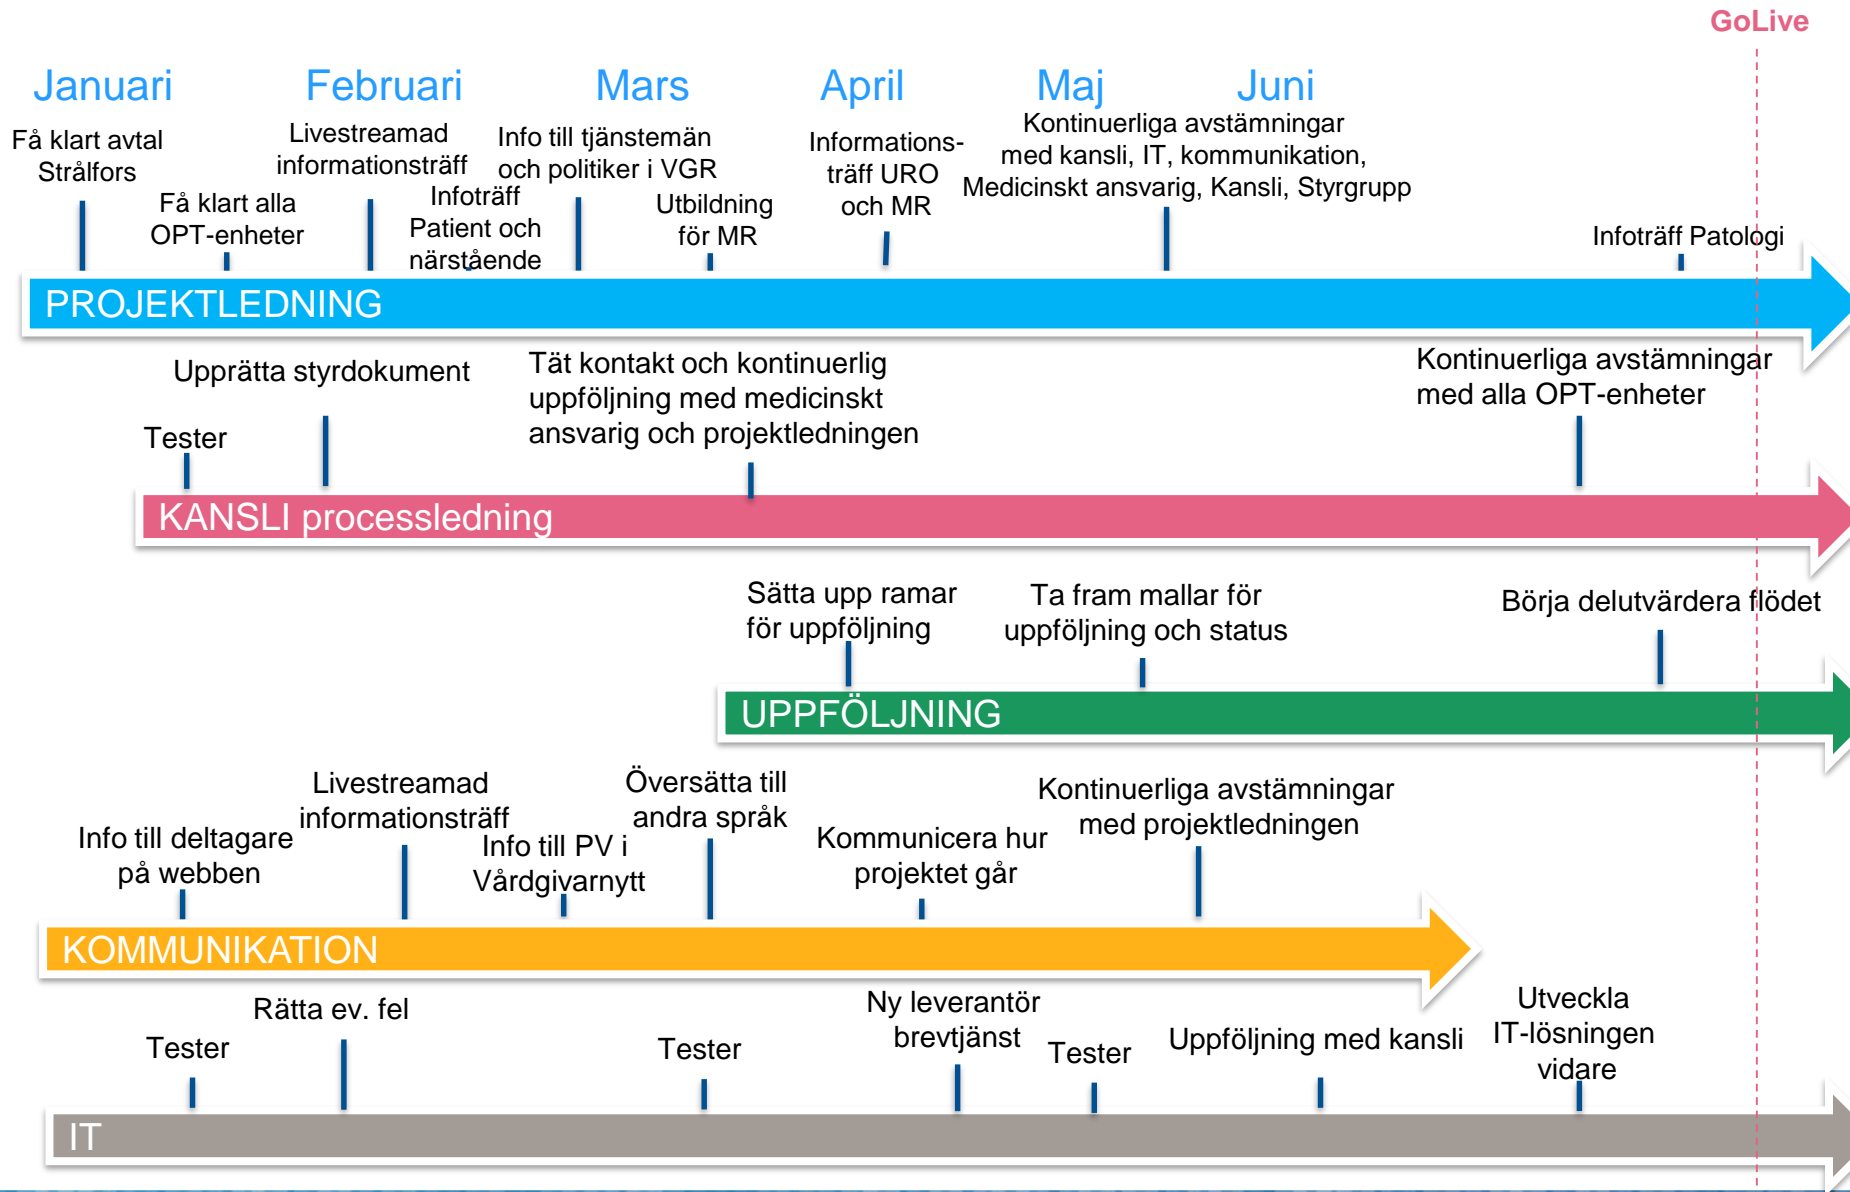 GoLive
Januari
Februari
Mars
April
Maj
Juni
Få klart avtal
Strålfors
Få klart alla
OPT-enheter
Livestreamad
informationsträff
Infoträff
Patient och
närstående
Info till tjänstemän
och politiker i VGR
Utbildning
för MR
Informations-
träff URO
och MR
Kontinuerliga avstämningar
med kansli, IT, kommunikation,
Medicinskt ansvarig, Kansli, Styrgrupp
Infoträff Patologi
PROJEKTLEDNING
Tester
Upprätta styrdokument
Tät kontakt och kontinuerlig
uppföljning med medicinskt
ansvarig och projektledningen
Kontinuerliga avstämningar
med alla OPT-enheter
KANSLI processledning
Sätta upp ramar
för uppföljning
Ta fram mallar för
uppföljning och status
Börja delutvärdera flödet
UPPFÖLJNING
Info till deltagare
på webben
Livestreamad
informationsträff
Info till PV i
Vårdgivarnytt
Översätta till
andra språk
Kommunicera hur
projektet går
Kontinuerliga avstämningar
med projektledningen
KOMMUNIKATION
Tester
Rätta ev. fel
Tester
Ny leverantör
brevtjänst
Tester
Uppföljning med kansli
Utveckla
IT-lösningen
vidare
IT